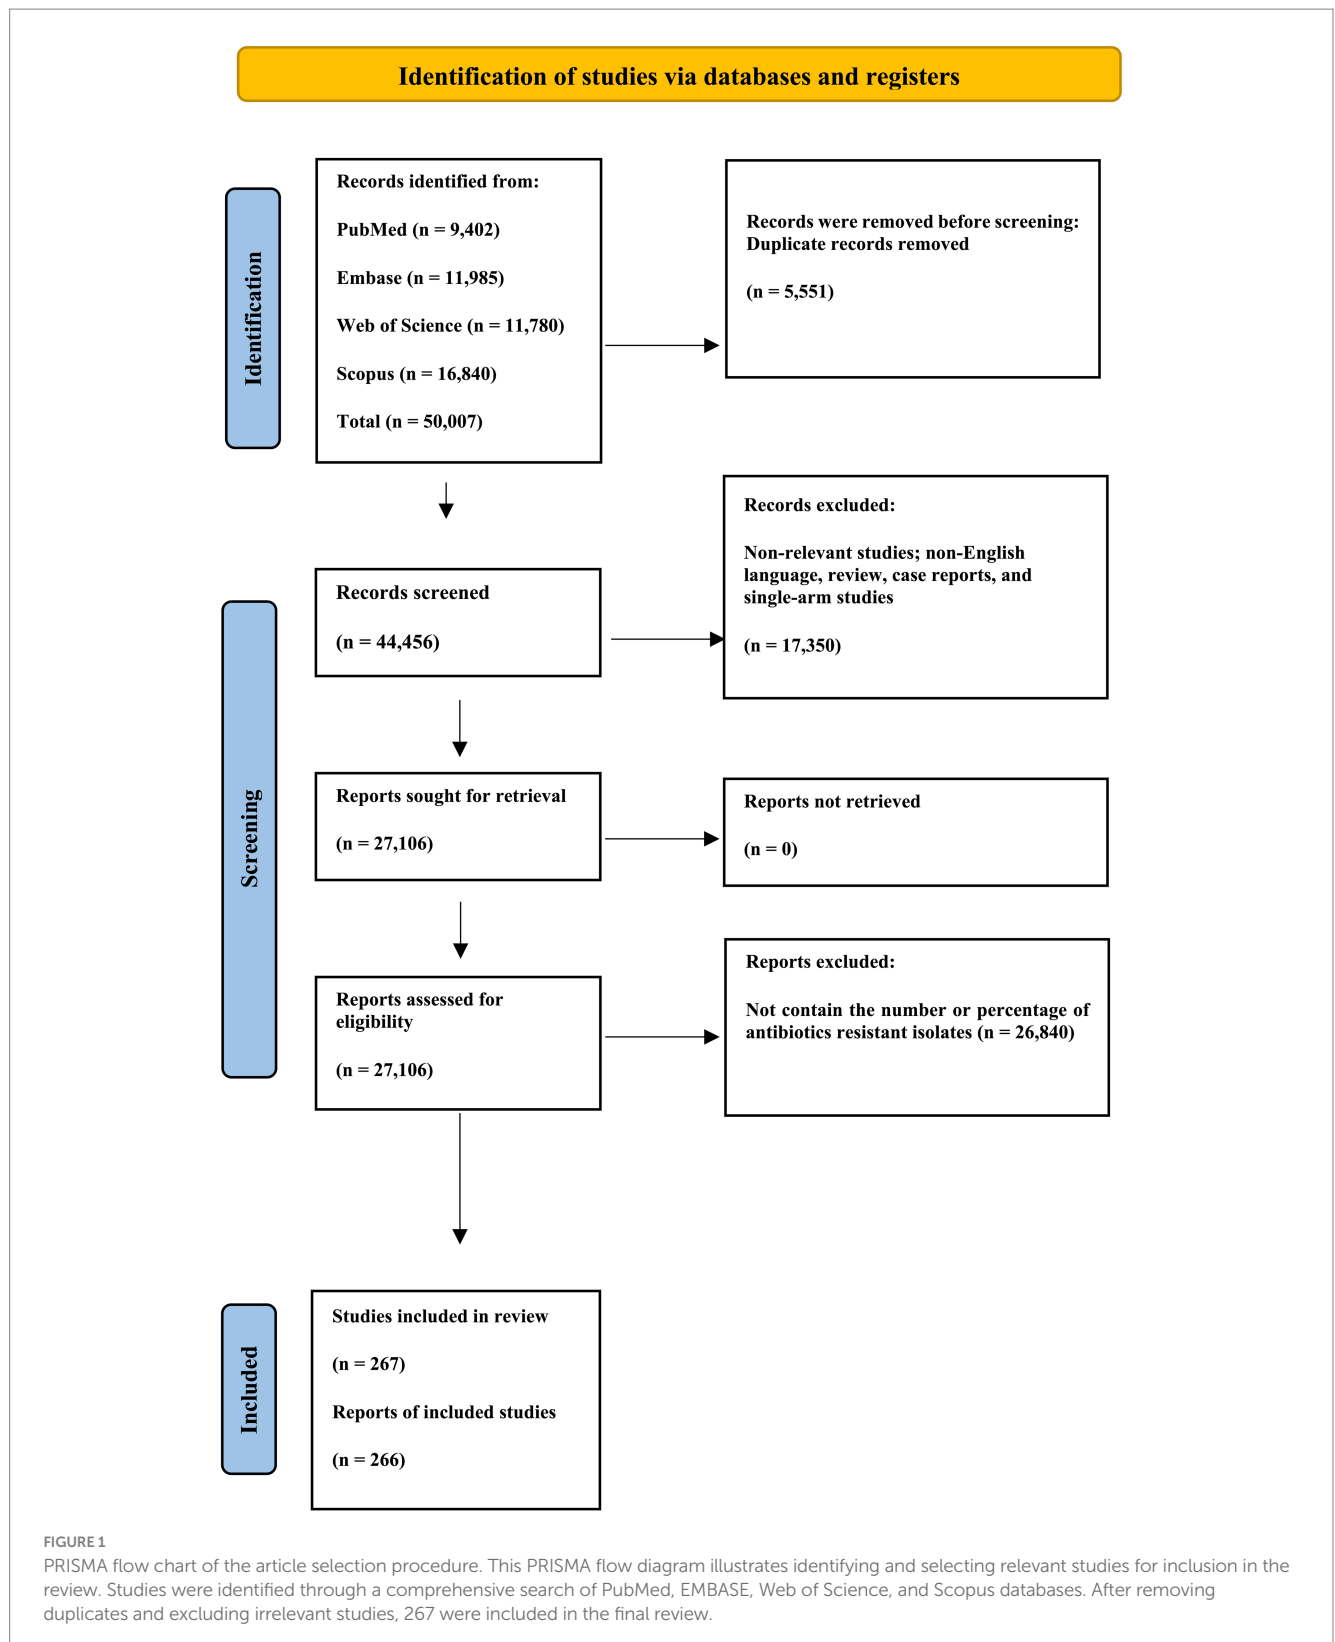 Identification of studies via databases and registers
Identification
Records identified from:
PubMed (n = 9,402)
Embase (n = 11,985)
Web of Science (n = 11,780)
Scopus (n = 16,840)
Total (n = 50,007)
Records were removed before screening:
Duplicate records removed
(n = 5,551)
Screening
Records screened
(n = 44,456)
Records excluded:
Non-relevant studies; non-English
language, review, case reports, and
single-arm studies
(n = 17,350)
Reports sought for retrieval
(n = 27,106)
Reports not retrieved
(n = 0)
Reports assessed for
eligibility
(n = 27,106)
Reports excluded:
Not contain the number or percentage of
antibiotics resistant isolates (n = 26,840)
Included
Studies included in review
(n = 267)
Reports of included studies
(n = 266)
FIGURE 1
PRISMA flow chart of the article selection procedure. This PRISMA flow diagram illustrates identifying and selecting relevant studies for inclusion in the
review. Studies were identified through a comprehensive search of PubMed, EMBASE, Web of Science, and Scopus databases. After removing
duplicates and excluding irrelevant studies, 267 were included in the final review.